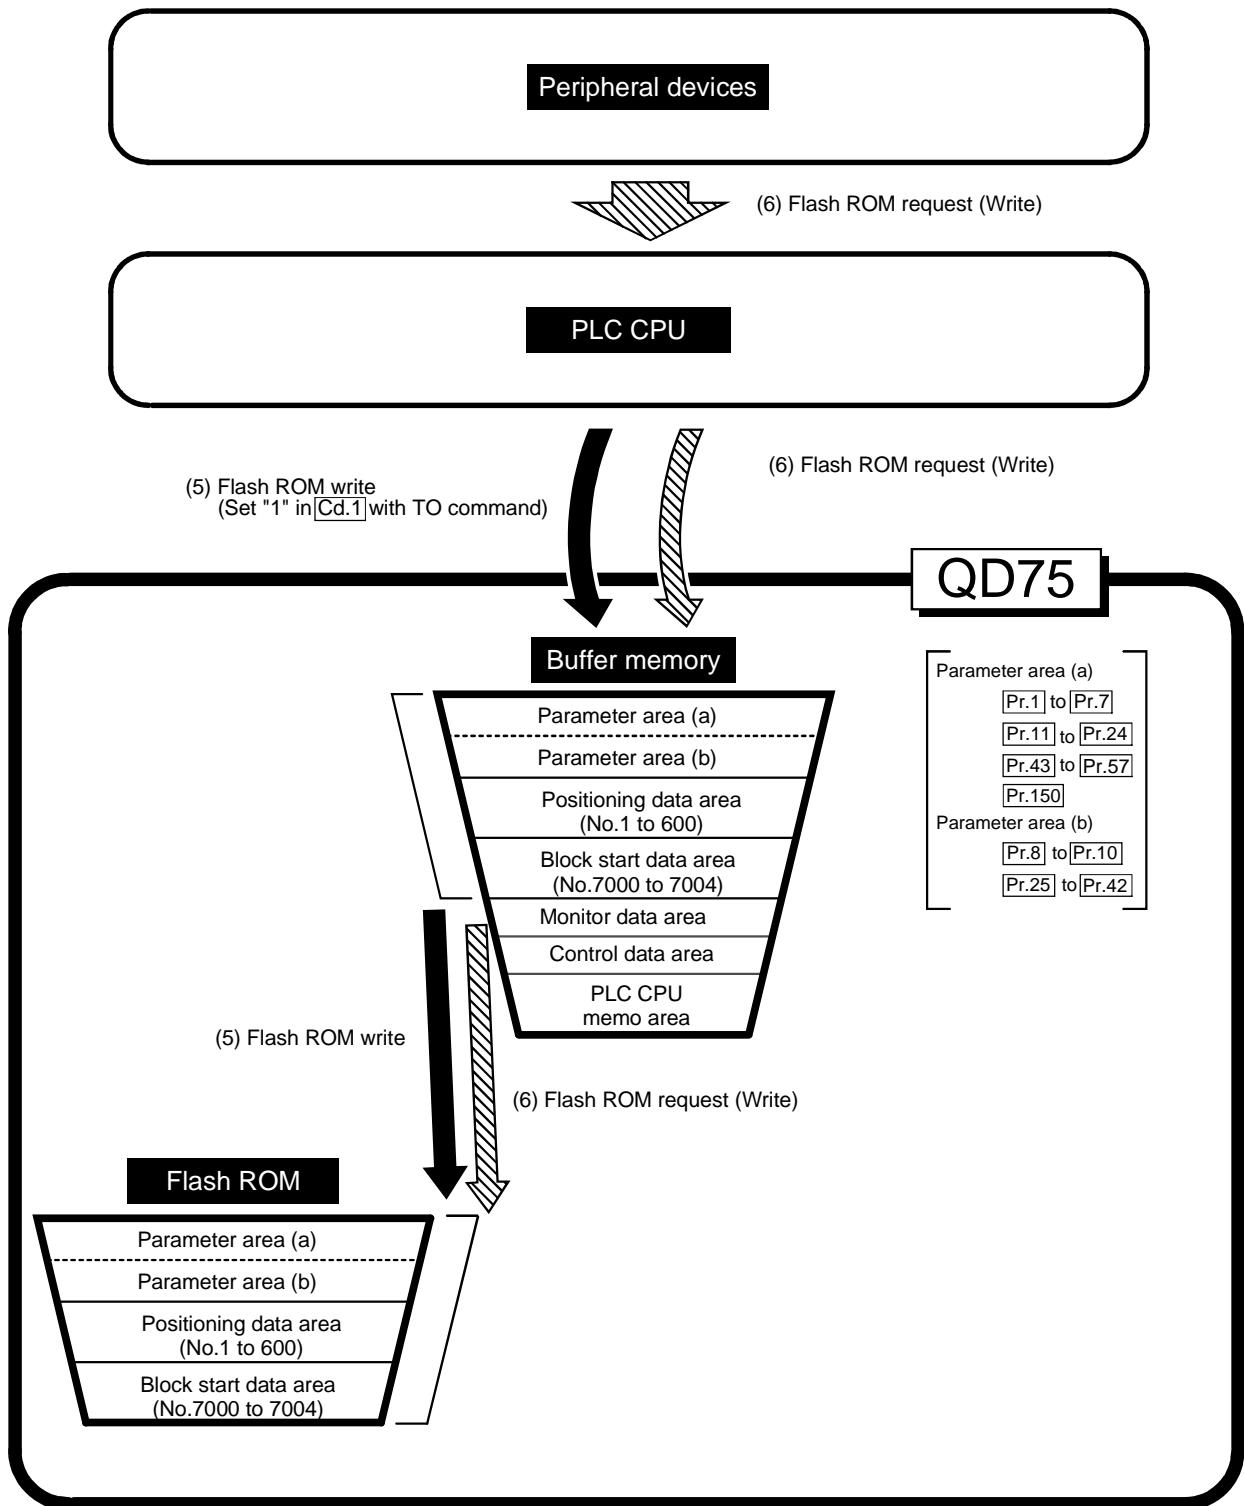 Peripheral devices
(6) Flash ROM request (Write)
PLC CPU
(6) Flash ROM request (Write)
(5) Flash ROM write
(Set "1" in Cd.1 with TO command)
QD75
Buffer memory
Parameter area (a)
Parameter area (b)
Positioning data area
(No.1 to 600)
Block start data area
(No.7000 to 7004)
Monitor data area
Control data area
PLC CPU
memo area
Parameter area (a)
Pr.1 to Pr.7
Pr.11 to Pr.24
Pr.43 to Pr.57
Pr.150
Parameter area (b)
Pr.8 to Pr.10
Pr.25 to Pr.42
(5) Flash ROM write
(6) Flash ROM request (Write)
Flash ROM
Parameter area (a)
Parameter area (b)
Positioning data area
(No.1 to 600)
Block start data area
(No.7000 to 7004)